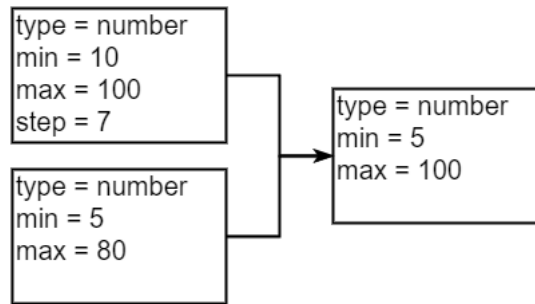 type = number
min = 10
max = 100
step = 7
type = number
min = 5
max = 80
type = number
min = 5
max = 100